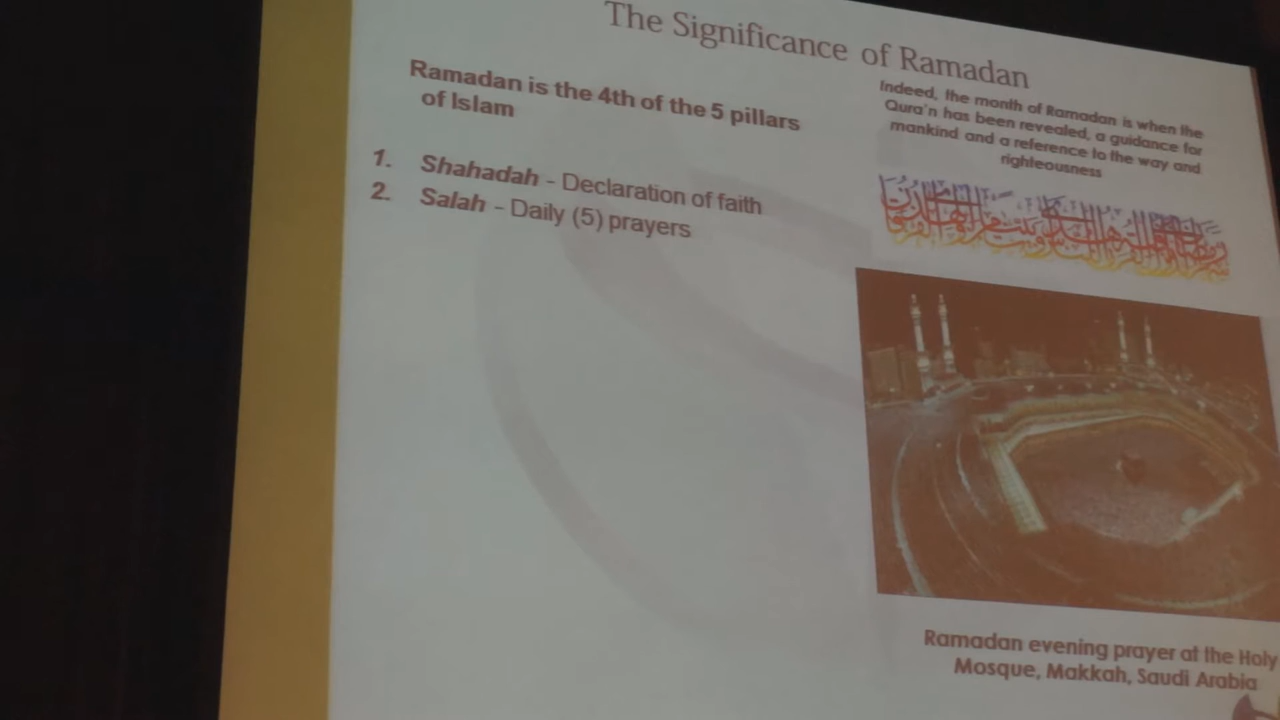 The Significance of Ramadan
Ramadan is the 4th of the 5 pillars
of Islam
1. Shahadah - Declaration of faith
2. Salah - Daily (5) prayers
Indeed, the month of Ramadan is when the
Qura'n has been revealed, a guidance for
mankind and a reference to the way and
righteousness
Ramadan evening prayer at the Holy
Mosque, Makkah, Saudi Arabia